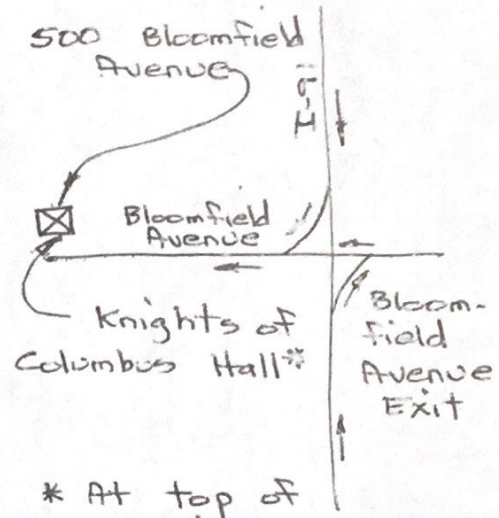 500 Bloomfield
Avenue
Bloomfield
Avenue
Knights of
Columbus Hall*
Bloom-
field
Avenue
Exit
* At top of